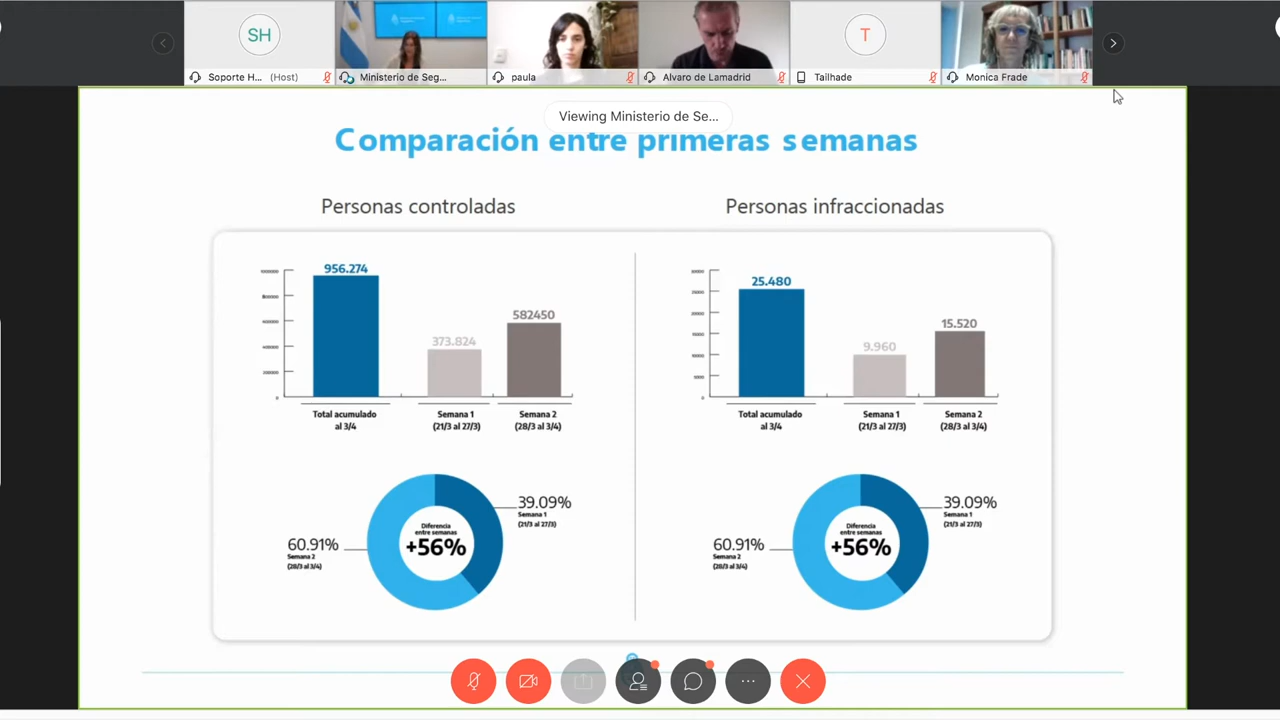 SH
T
Soporte H... (Host)
Ministerio de Seg...
paula
Alvaro de Lamadrid
Tailhade
Monica Frade
Viewing Ministerio de Se...
Comparación entre primeras semanas
Personas controladas
Personas infraccionadas
956.274
373.824
582450
Total acumulado
al 3/4
Semana 1
(21/3 al 27/3)
Semana 2
(28/3 al 3/4)
25.480
9.960
15.520
Total acumulado
al 3/4
Semana 1
(21/3 al 27/3)
Semana 2
(28/3 al 3/4)
39.09%
Semana 1
(21/3 al 27/3)
Diferencia
entre semanas
+56%
60.91%
Semana 2
(28/3 al 3/4)
39.09%
Semana 1
(21/3 al 27/3)
Diferencia
entre semanas
+56%
60.91%
Semana 2
(28/3 al 3/4)